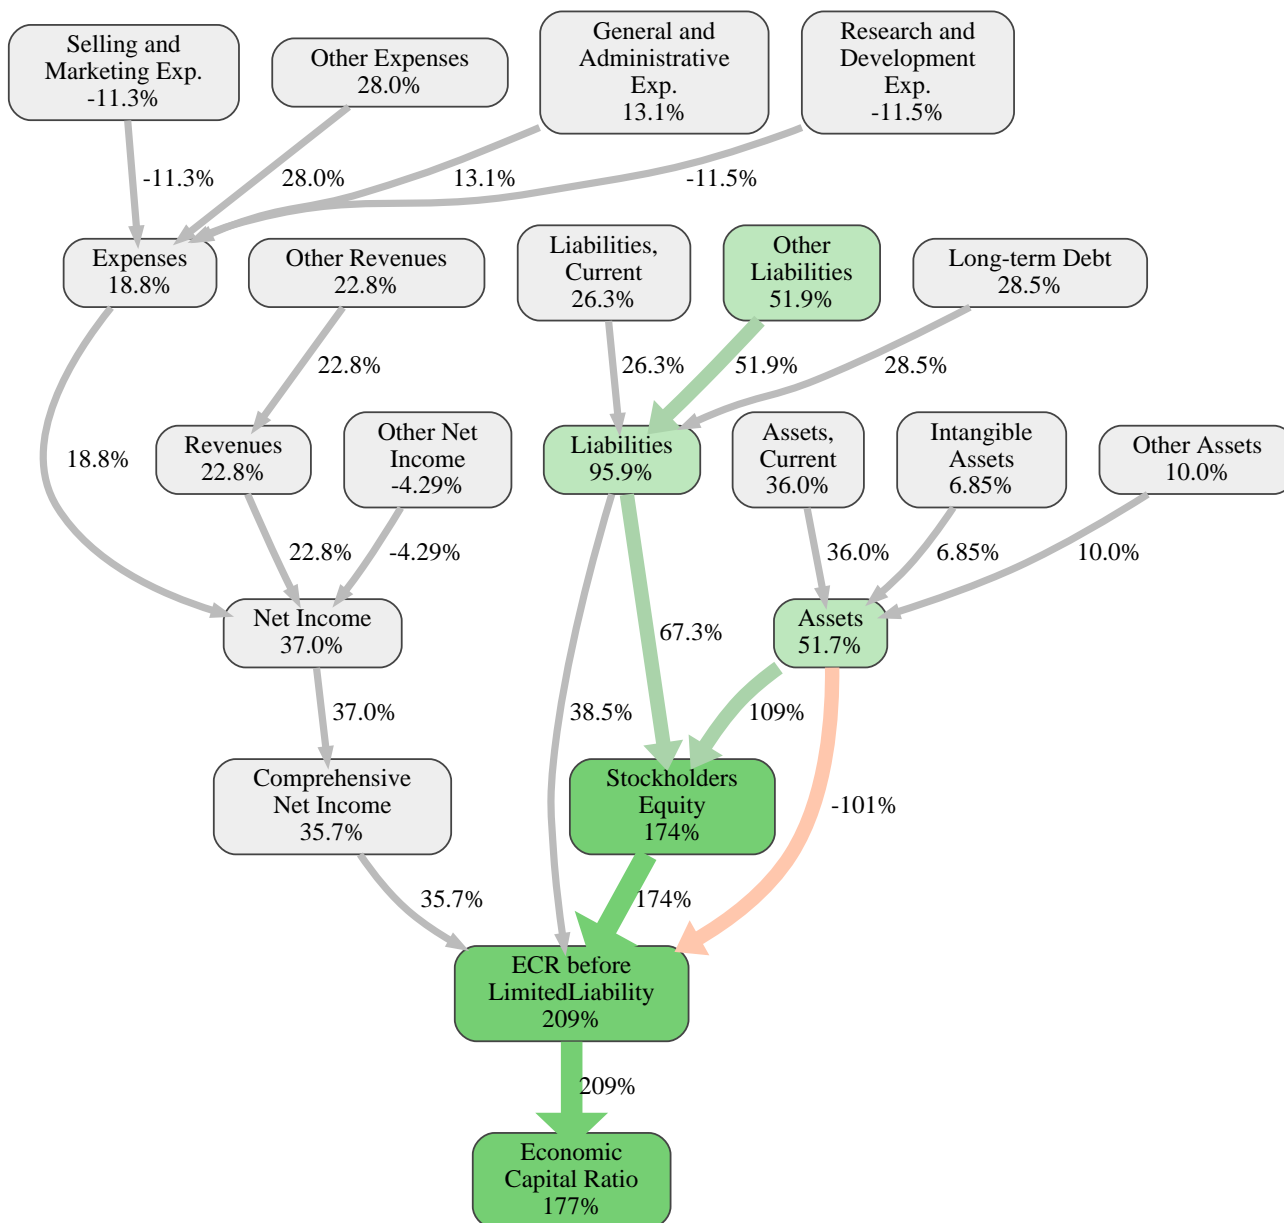 Selling and
Marketing Exp.
-11.3%
Other Expenses
28.0%
General and
Administrative
Exp.
13.1%
Research and
Development
Exp.
-11.5%
-11.3%
28.0%
13.1%
-11.5%
Expenses
18.8%
Other Revenues
22.8%
Liabilities,
Current
26.3%
Other
Liabilities
51.9%
Long-term Debt
28.5%
22.8%
26.3%
51.9%
28.5%
18.8%
Revenues
22.8%
Other Net
Income
-4.29%
Liabilities
95.9%
Assets,
Current
36.0%
Intangible
Assets
6.85%
Other Assets
10.0%
22.8%
-4.29%
36.0%
6.85%
10.0%
Net Income
37.0%
67.3%
Assets
51.7%
37.0%
38.5%
109%
Comprehensive
Net Income
35.7%
Stockholders
Equity
174%
-101%
35.7%
174%
ECR before
LimitedLiability
209%
209%
Economic
Capital Ratio
177%